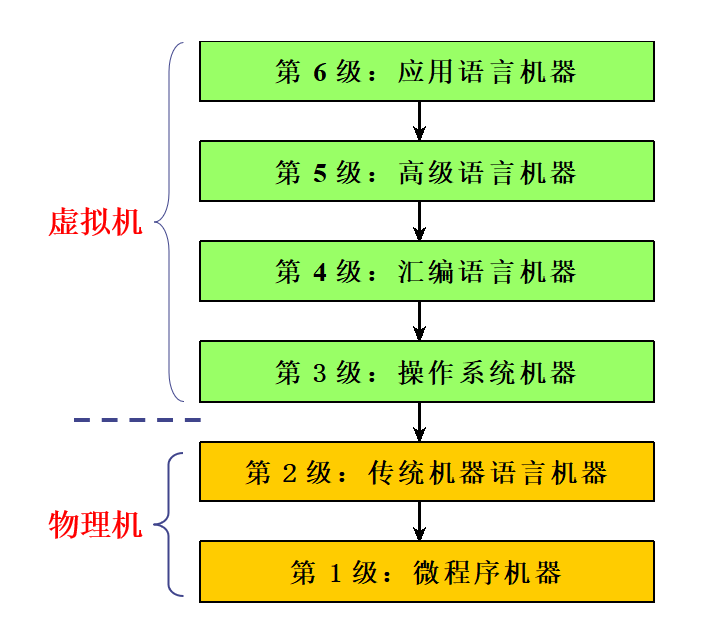 第 6 级：应用语言机器
第 5 级：高级语言机器
虚拟机
第 4 级：汇编语言机器
第 3 级：操作系统机器
第 2 级：传统机器语言机器
物理机
第 1 级：微程序机器